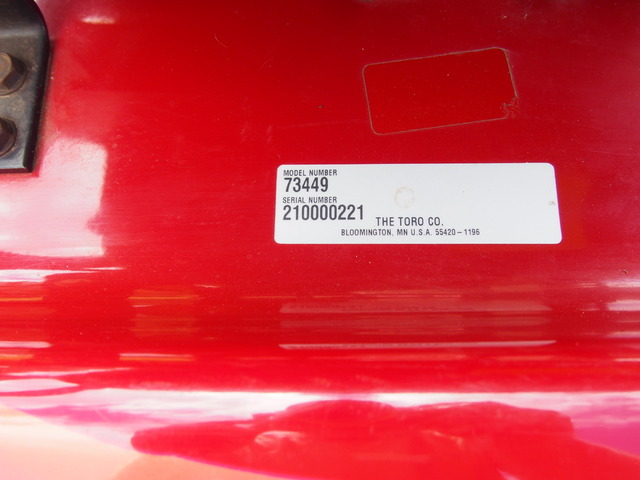 MODEL NUMBER
73449
SERIAL NUMBER
210000221
THE TORO CO.
BLOOMINGTON, MN U.S.A. 55420-1196